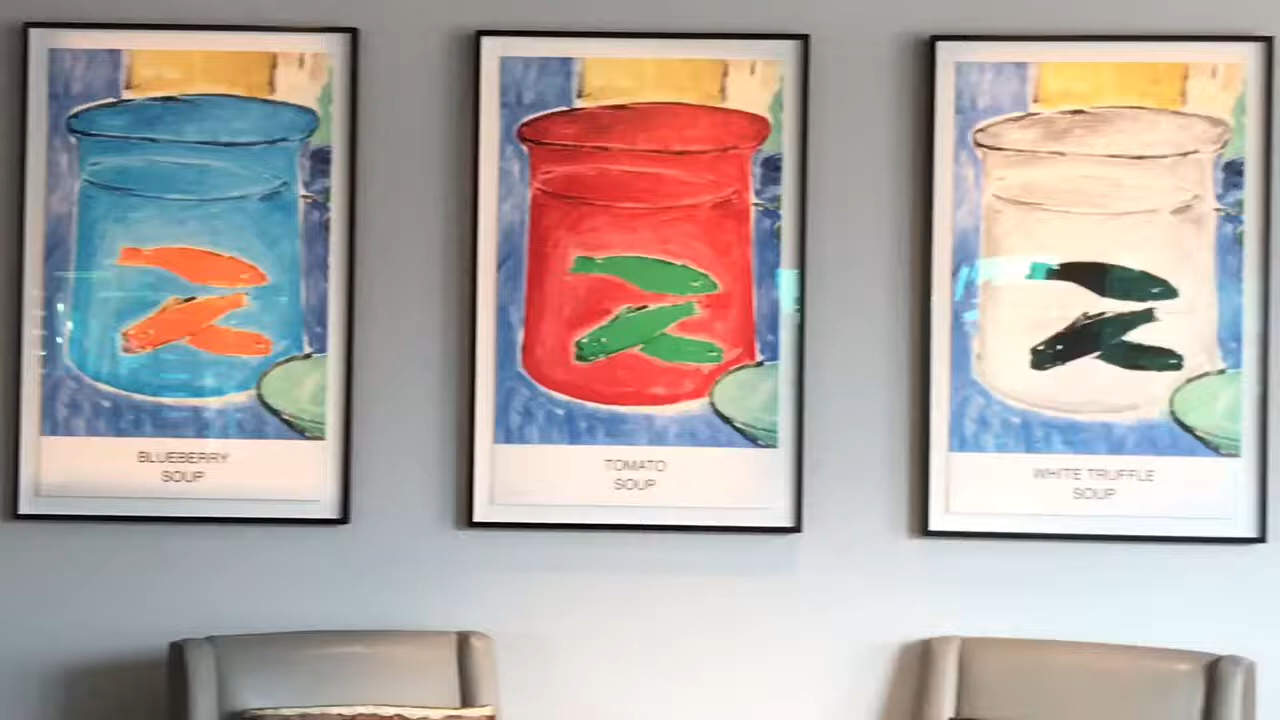 BLUEBERRY
SOUP
TOMATO
SOUP
WHITE TRUFFLE
SOUP